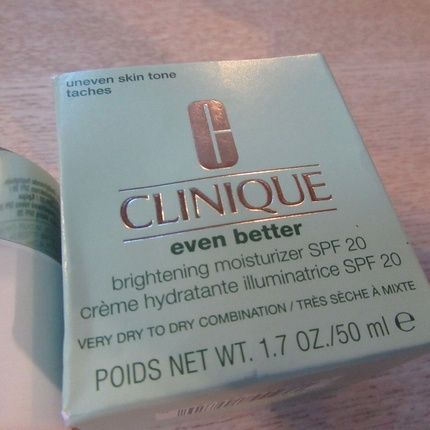 uneven skin tone
taches
CLINIQUE
even better
brightening moisturizer SPF 20
crème hydratante illuminatrice SPF 20
VERY DRY TO DRY COMBINATION / TRÈS SÈCHE À MIXTE
POIDS NET WT. 1.7 OZ./50 ml e